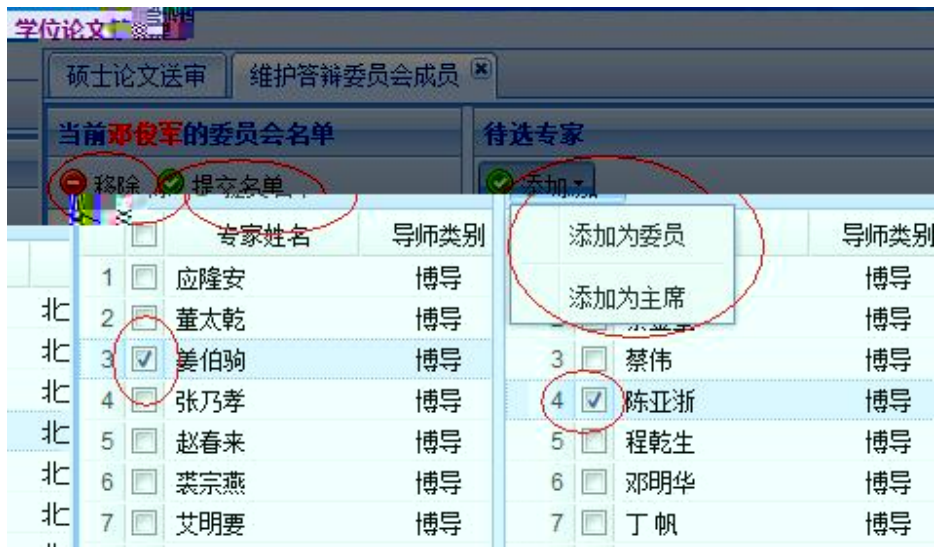 学位论文
硕士论文送审 维护答辩委员会成员
当前邓俊军的委员会名单 待选专家
移除 提交名单 添加
专家姓名 导师类别 添加为委员 导师类别
1 应隆安 博导 添加为主席 博导
北 2 董太乾 博导 博导
北 3 姜伯驹 博导 3 蔡伟 博导
北 4 张乃孝 博导 4 陈亚浙 博导
北 5 赵春来 博导 5 程乾生 博导
北 6 裘宗燕 博导 6 邓明华 博导
北 7 艾明要 博导 7 丁帆 博导